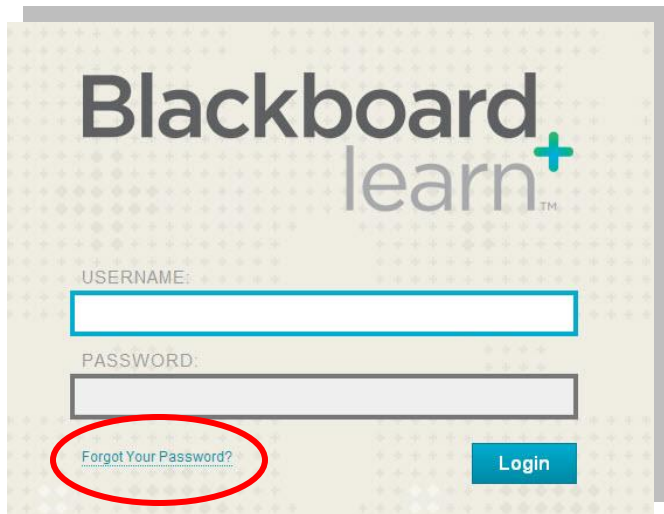 Blackboard
learn+™
USERNAME:
PASSWORD:
Forgot Your Password?
Login